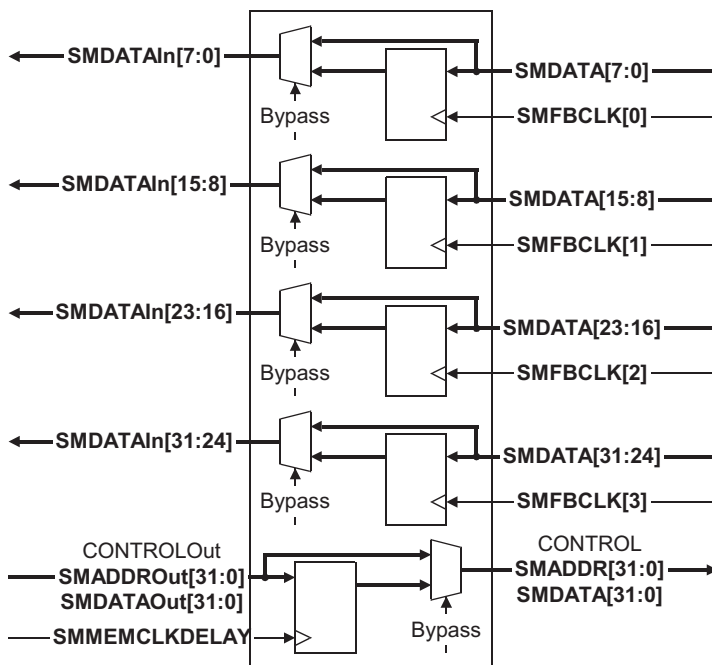 SMDATAIn[7:0]
SMDATA[7:0]
Bypass
SMFBCLK[0]
SMDATAIn[15:8]
SMDATA[15:8]
Bypass
SMFBCLK[1]
SMDATAIn[23:16]
SMDATA[23:16]
Bypass
SMFBCLK[2]
SMDATAIn[31:24]
SMDATA[31:24]
Bypass
SMFBCLK[3]
CONTROLOut
SMADDROut[31:0]
SMDATAOut[31:0]
CONTROL
SMADDR[31:0]
SMDATA[31:0]
SMMEMCLKDELAY
Bypass